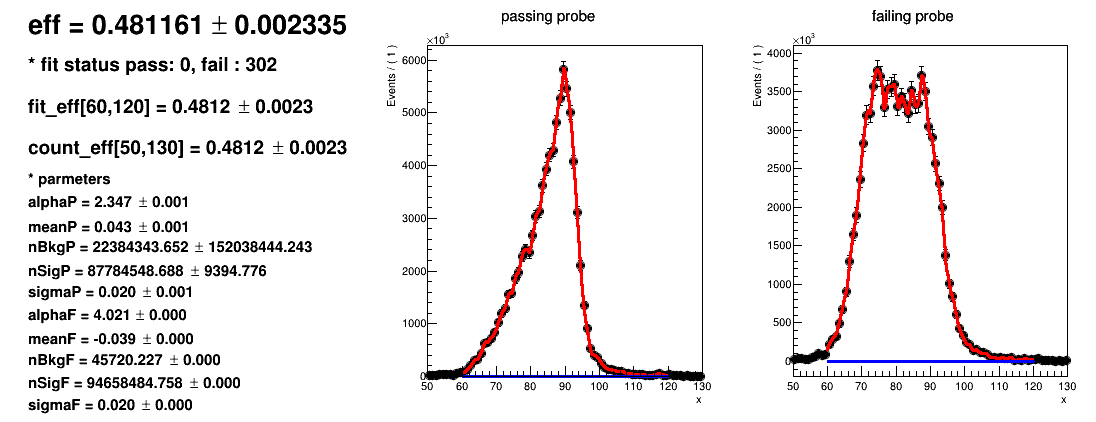 eff = 0.481161 ± 0.002335
* fit status pass: 0, fail : 302
fit_eff[60,120] = 0.4812 ± 0.0023
count_eff[50,130] = 0.4812 ± 0.0023
* parmeters
alphaP = 2.347 ± 0.001
meanP = 0.043 ± 0.001
nBkgP = 22384343.652 ± 152038444.243
nSigP = 87784548.688 ± 9394.776
sigmaP = 0.020 ± 0.001
alphaF = 4.021 ± 0.000
meanF = -0.039 ± 0.000
nBkgF = 45720.227 ± 0.000
nSigF = 94658484.758 ± 0.000
sigmaF = 0.020 ± 0.000
passing probe
×10³
Events / ( 1 )
6000
5000
4000
3000
2000
1000
0
50 60 70 80 90 100 110 120 130
x
failing probe
×10³
Events / ( 1 )
4000
3500
3000
2500
2000
1500
1000
500
0
50 60 70 80 90 100 110 120 130
x